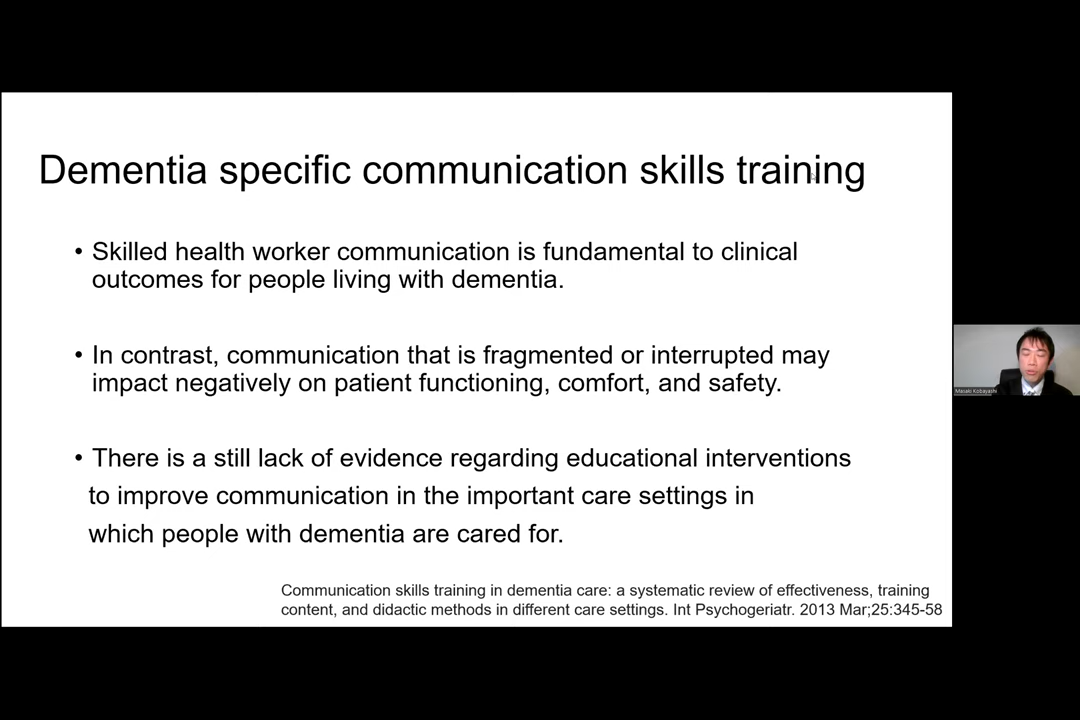 Dementia specific communication skills training
• Skilled health worker communication is fundamental to clinical
outcomes for people living with dementia.
• In contrast, communication that is fragmented or interrupted may
impact negatively on patient functioning, comfort, and safety.
• There is a still lack of evidence regarding educational interventions
to improve communication in the important care settings in
which people with dementia are cared for.
Communication skills training in dementia care: a systematic review of effectiveness, training
content, and didactic methods in different care settings. Int Psychogeriatr. 2013 Mar;25:345-58
Masaki Kobayashi